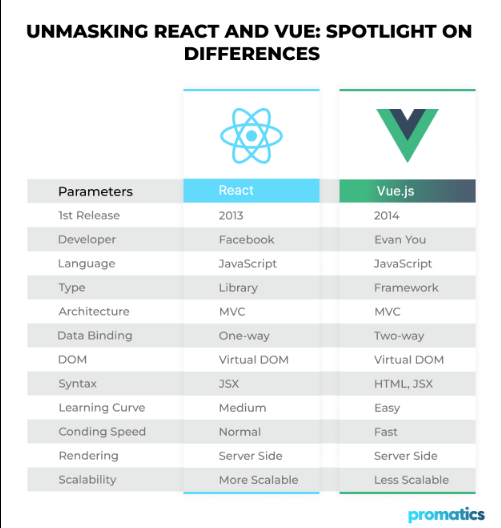 UNMASKING REACT AND VUE: SPOTLIGHT ON
DIFFERENCES
Parameters React Vue.js
1st Release 2013 2014
Developer Facebook Evan You
Language JavaScript JavaScript
Type Library Framework
Architecture MVC MVC
Data Binding One-way Two-way
DOM Virtual DOM Virtual DOM
Syntax JSX HTML, JSX
Learning Curve Medium Easy
Conding Speed Normal Fast
Rendering Server Side Server Side
Scalability More Scalable Less Scalable
promatics